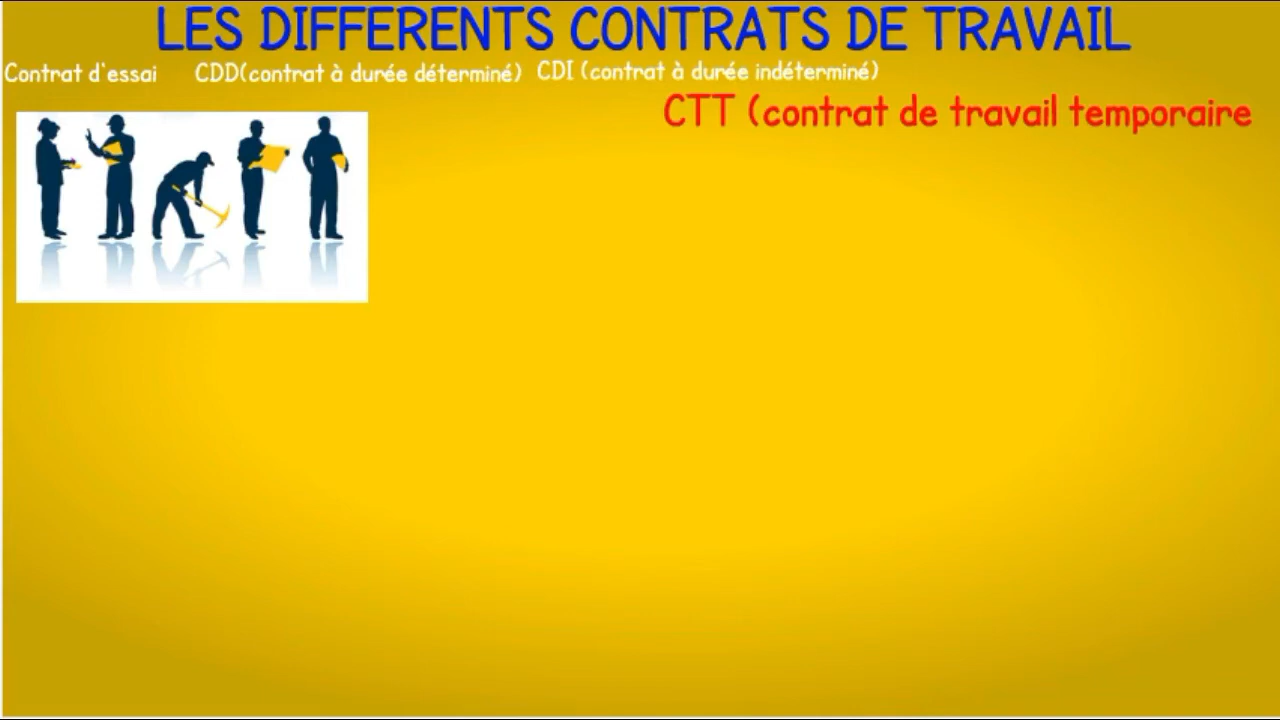 LES DIFFERENTS CONTRATS DE TRAVAIL
Contrat d'essai CDD(contrat à durée déterminé) CDI (contrat à durée indéterminé)
CTT (contrat de travail temporaire